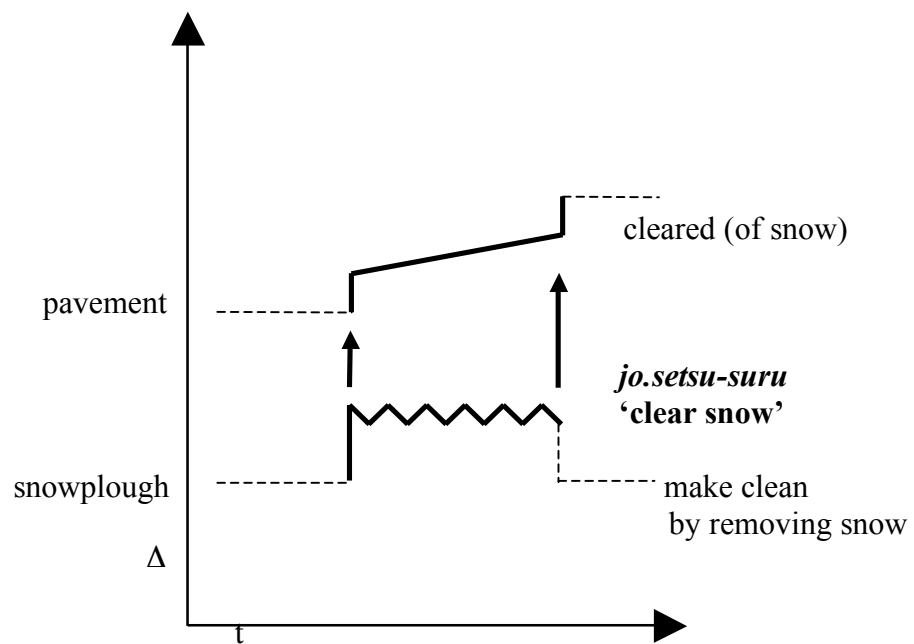 cleared (of snow)
pavement
jo.setsu-suru
‘clear snow’
snowplough
make clean
by removing snow
Δ
t